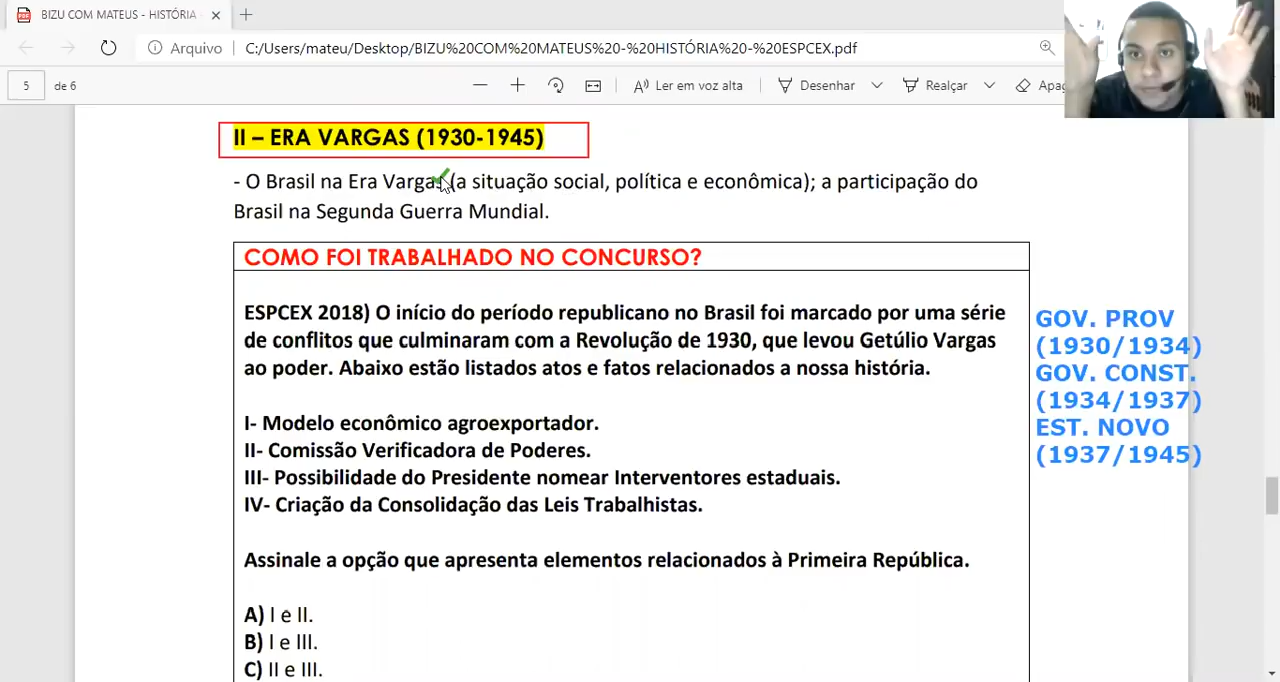 BIZU COM MATEUS - HISTÓRIA
Arquivo
C:/Users/mateu/Desktop/BIZU%20COM%20MATEUS%20-%20HISTÓRIA%20-%20ESPCEX.pdf
5 de 6
Ler em voz alta
Desenhar
Realçar
II – ERA VARGAS (1930-1945)
- O Brasil na Era Vargas (a situação social, política e econômica); a participação do
Brasil na Segunda Guerra Mundial.
COMO FOI TRABALHADO NO CONCURSO?
ESPCEX 2018) O início do período republicano no Brasil foi marcado por uma série
de conflitos que culminaram com a Revolução de 1930, que levou Getúlio Vargas
ao poder. Abaixo estão listados atos e fatos relacionados a nossa história.
I- Modelo econômico agroexportador.
II- Comissão Verificadora de Poderes.
III- Possibilidade do Presidente nomear Interventores estaduais.
IV- Criação da Consolidação das Leis Trabalhistas.
Assinale a opção que apresenta elementos relacionados à Primeira República.
A) I e II.
B) I e III.
C) II e III.
GOV. PROV
(1930/1934)
GOV. CONST.
(1934/1937)
EST. NOVO
(1937/1945)